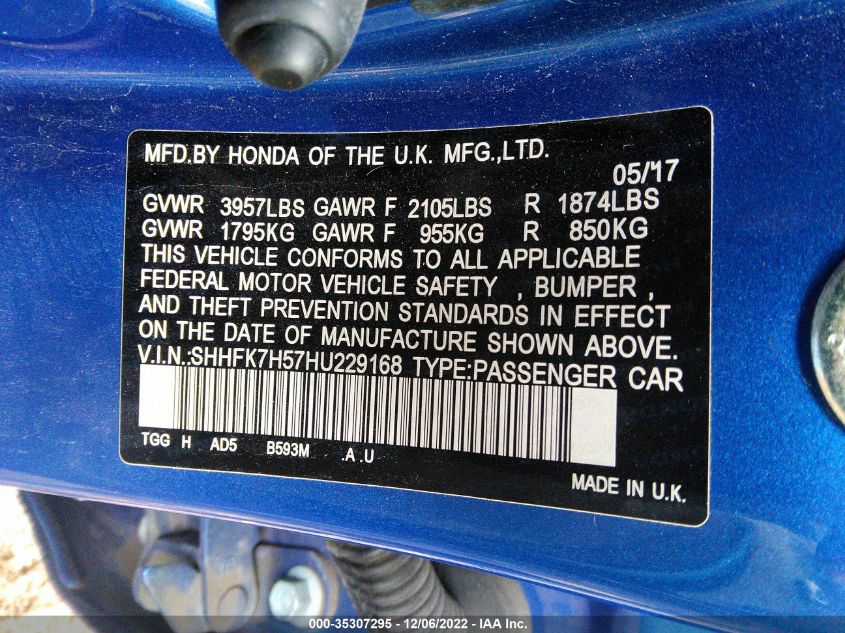 MFD.BY HONDA OF THE U.K. MFG.,LTD.
05/17
GVWR 3957LBS GAWR F 2105LBS R 1874LBS
GVWR 1795KG GAWR F 955KG R 850KG
THIS VEHICLE CONFORMS TO ALL APPLICABLE
FEDERAL MOTOR VEHICLE SAFETY , BUMPER ,
AND THEFT PREVENTION STANDARDS IN EFFECT
ON THE DATE OF MANUFACTURE SHOWN ABOVE.
V.I.N.:SHHFK7H57HU229168 TYPE:PASSENGER CAR
TGG H AD5 B593M .A .U
MADE IN U.K.
000-35307295 - 12/06/2022 - IAA Inc.